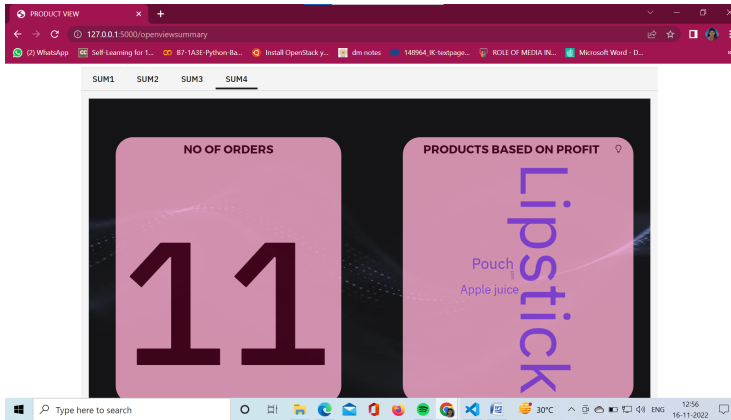 PRODUCT VIEW
127.0.0.1:5000/openviewsummary
(2) WhatsApp
Self-Learning for 1...
B7-1A3E-Python-Ba...
Install OpenStack y...
dm notes
148964_IK-textpage...
ROLE OF MEDIA IN...
Microsoft Word - D...
SUM1 SUM2 SUM3 SUM4
NO OF ORDERS
11
PRODUCTS BASED ON PROFIT
Lipstick
Pouch
Apple juice
Type here to search
30°C
ENG
12:56
16-11-2022